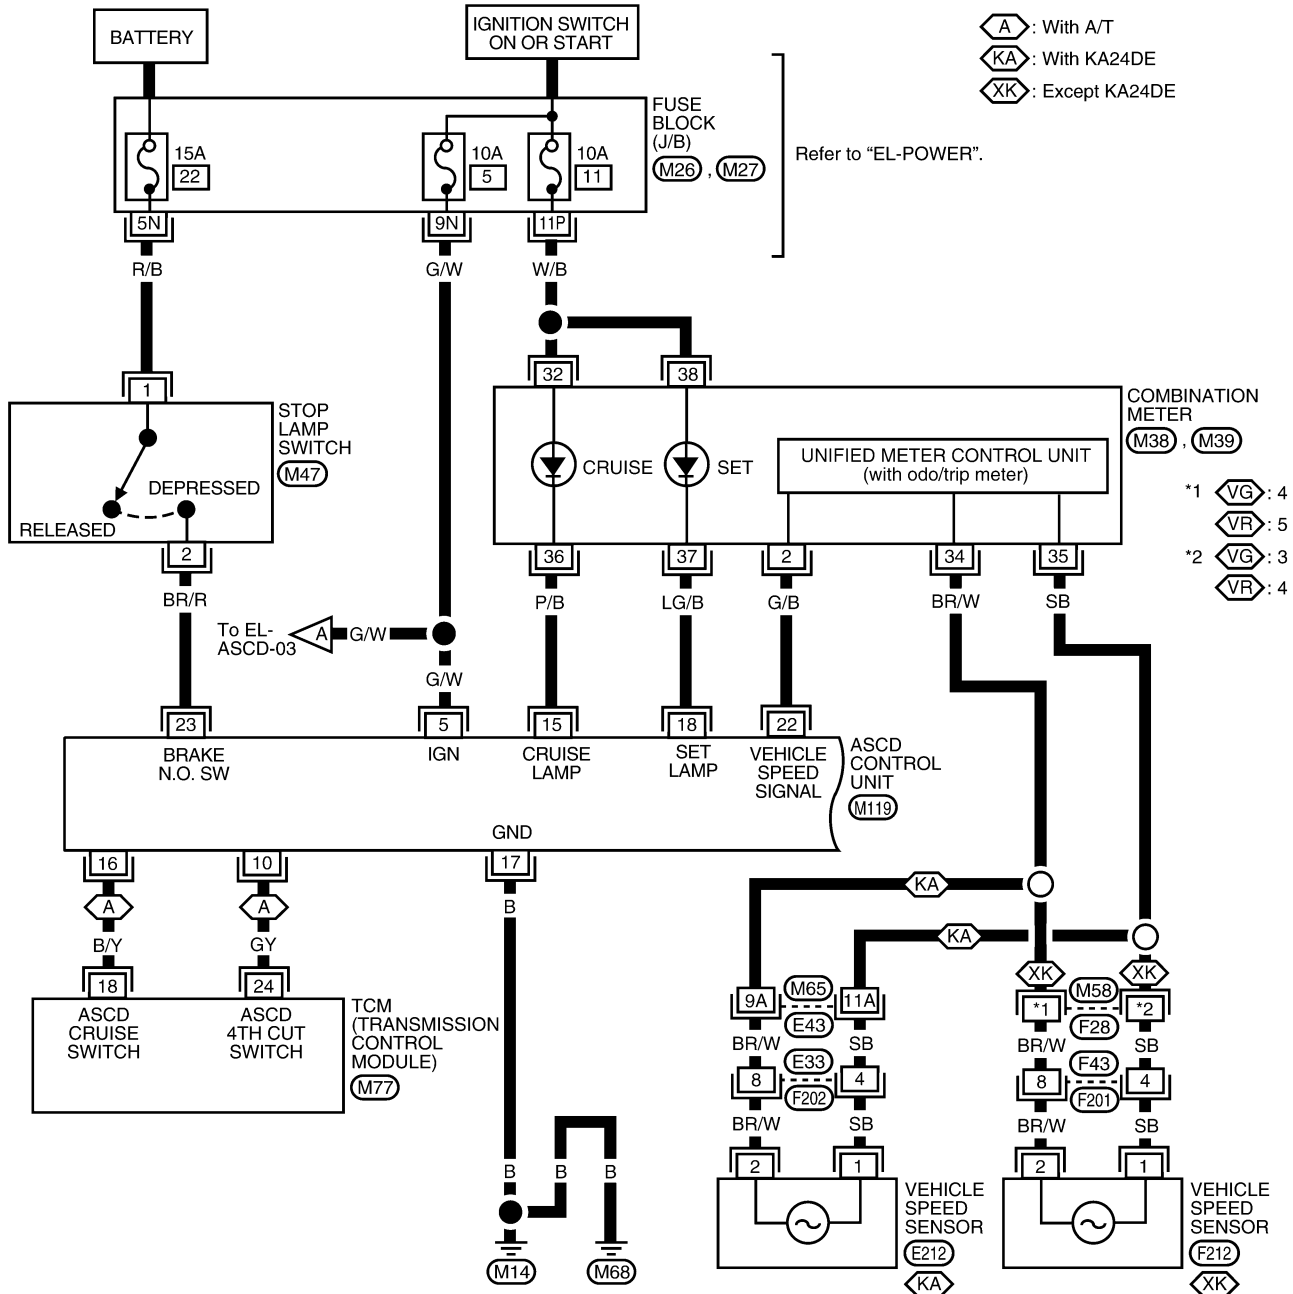 BATTERY
IGNITION SWITCH
ON OR START
A : With A/T
KA : With KA24DE
XK : Except KA24DE
FUSE
BLOCK
(J/B)
M26 , M27
Refer to “EL-POWER”.
15A
22
10A
5
10A
11
5N
9N
11P
R/B
G/W
W/B
1
32
38
STOP
LAMP
SWITCH
M47
DEPRESSED
RELEASED
COMBINATION
METER
M38 , M39
CRUISE
SET
UNIFIED METER CONTROL UNIT
(with odo/trip meter)
*1 VG : 4
VR : 5
*2 VG : 3
VR : 4
2
36
37
2
34
35
BR/R
P/B
LG/B
G/B
BR/W
SB
To EL-
ASCD-03
A
G/W
G/W
23
5
15
18
22
BRAKE
N.O. SW
IGN
CRUISE
LAMP
SET
LAMP
VEHICLE
SPEED
SIGNAL
ASCD
CONTROL
UNIT
M119
GND
16
10
17
A
A
B
B/Y
GY
18
24
ASCD
CRUISE
SWITCH
ASCD
4TH CUT
SWITCH
TCM
(TRANSMISSION
CONTROL
MODULE)
M77
KA
KA
XK
XK
9A
M65
11A
E43
*1
M58
*2
F28
BR/W
SB
BR/W
SB
8
E33
4
F202
8
F43
4
F201
BR/W
SB
BR/W
SB
B
B
B
2
1
2
1
VEHICLE
SPEED
SENSOR
E212
KA
VEHICLE
SPEED
SENSOR
F212
XK
M14
M68